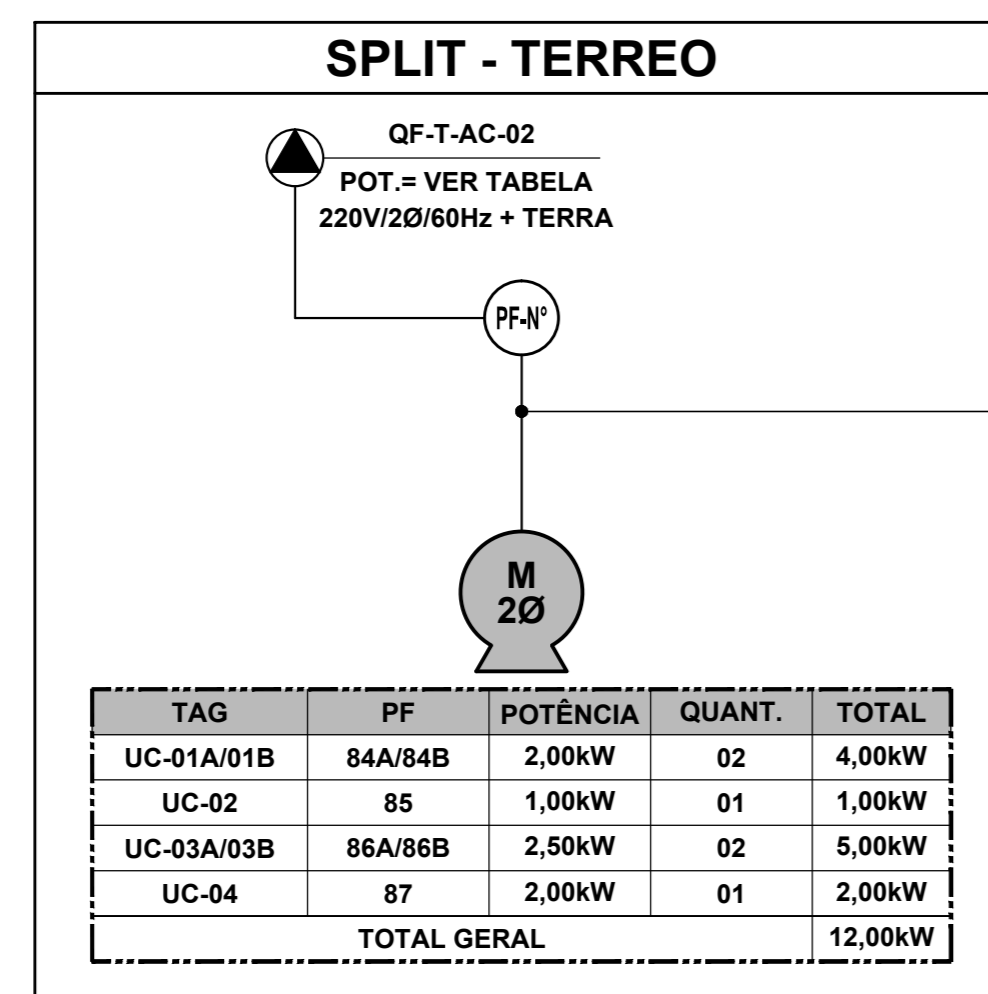 SPLIT - TERREO
QF-T-AC-02
POT.= VER TABELA
220V/2Ø/60Hz + TERRA
PF-Nº
M
2Ø
TAG PF POTÊNCIA QUANT. TOTAL
UC-01A/01B 84A/84B 2,00kW 02 4,00kW
UC-02 85 1,00kW 01 1,00kW
UC-03A/03B 86A/86B 2,50kW 02 5,00kW
UC-04 87 2,00kW 01 2,00kW
TOTAL GERAL 12,00kW